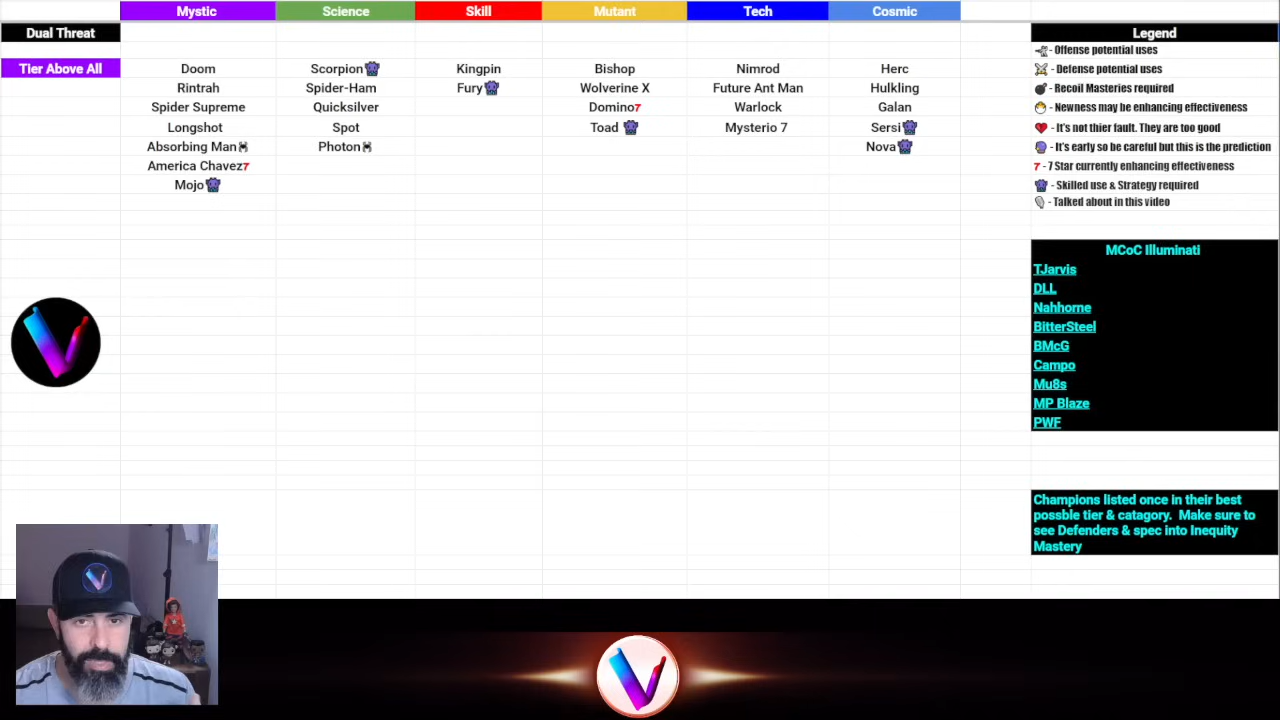 Mystic Science Skill Mutant Tech Cosmic
Dual Threat Legend
- Offense potential uses
Tier Above All Doom Scorpion Kingpin Bishop Nimrod Herc - Defense potential uses
Rintrah Spider-Ham Fury Wolverine X Future Ant Man Hulkling - Recoil Masteries required
Spider Supreme Quicksilver Domino7 Warlock Galan - Newness may be enhancing effectiveness
Longshot Spot Toad Mysterio 7 Sersi - It's not thier fault. They are too good
Absorbing Man Photon Nova - It's early so be careful but this is the prediction
America Chavez7 7 - 7 Star currently enhancing effectiveness
Mojo - Skilled use & Strategy required
- Talked about in this video
MCoC Illuminati
TJarvis
DLL
Nahhorne
BitterSteel
BMcG
Campo
Mu8s
MP Blaze
PWF
Champions listed once in their best
possble tier & catagory. Make sure to
see Defenders & spec into Inequity
Mastery